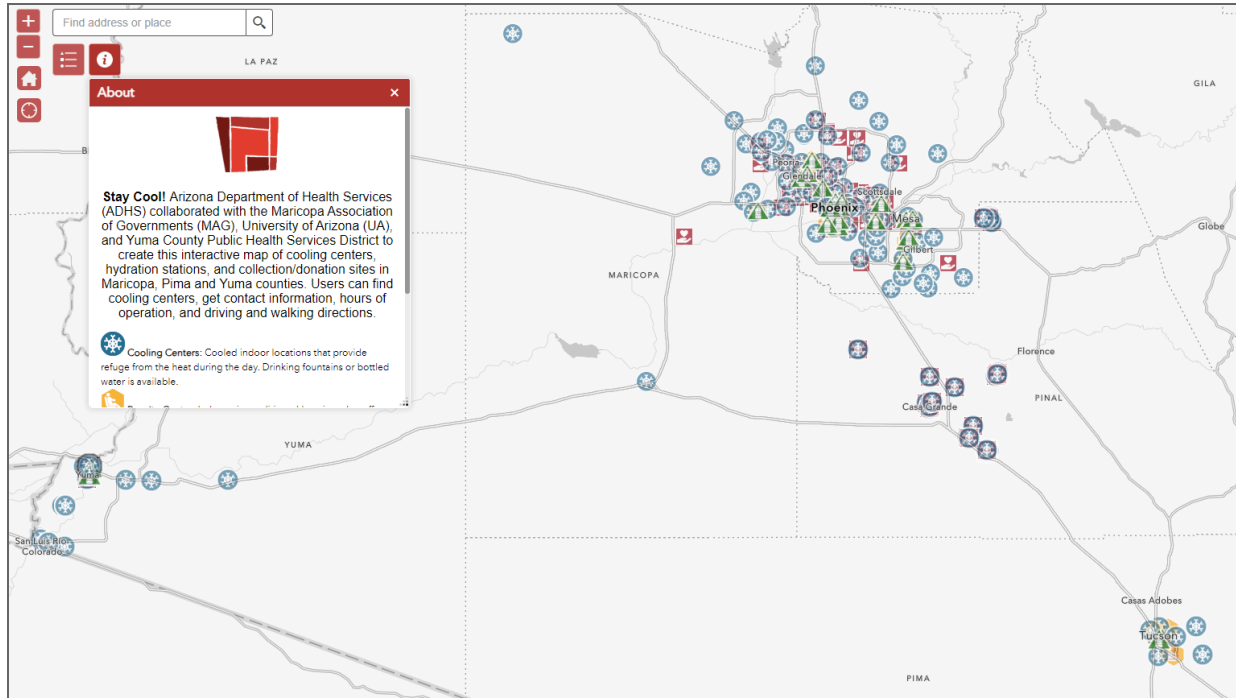 +
Find address or place
−
LA PAZ
GILA
About
×
Stay Cool! Arizona Department of Health Services
(ADHS) collaborated with the Maricopa Association
of Governments (MAG), University of Arizona (UA),
and Yuma County Public Health Services District to
create this interactive map of cooling centers,
hydration stations, and collection/donation sites in
Maricopa, Pima and Yuma counties. Users can find
cooling centers, get contact information, hours of
operation, and driving and walking directions.
Cooling Centers: Cooled indoor locations that provide
refuge from the heat during the day. Drinking fountains or bottled
water is available.
Peoria
Glendale
Scottsdale
Phoenix
Mesa
Gilbert
Globe
MARICOPA
Florence
PINAL
Casa Grande
YUMA
Yuma
San Luis Río
Colorado
Casas Adobes
Tucson
PIMA